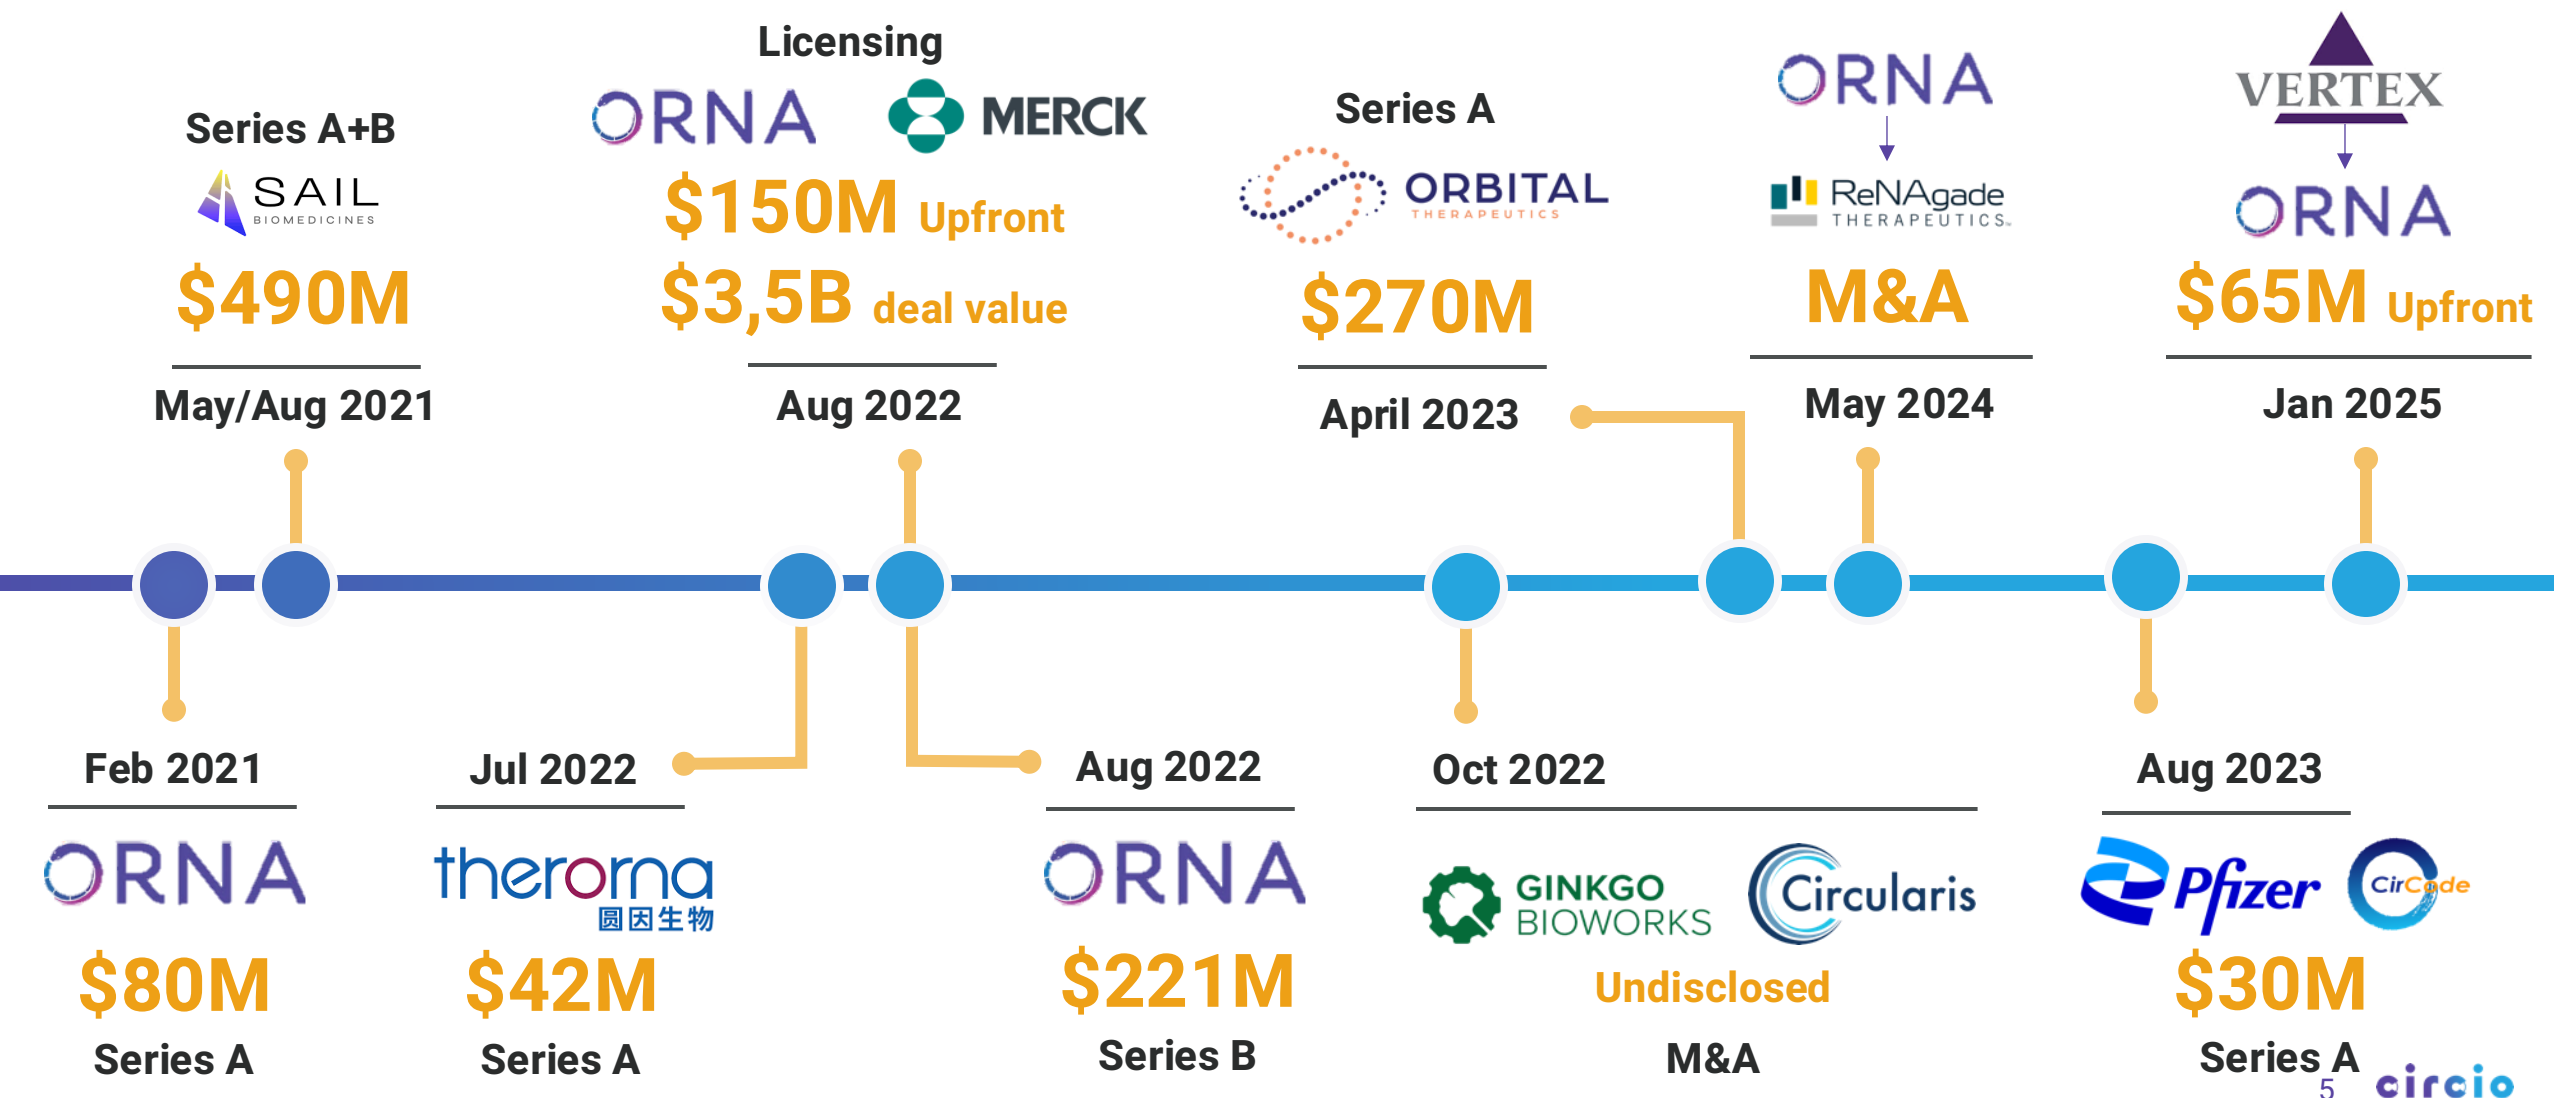 Series A+B
SAIL
BIOMEDICINES
$490M
May/Aug 2021
Licensing
ORNA MERCK
$150M Upfront
$3,5B deal value
Aug 2022
Series A
ORBITAL
THERAPEUTICS
$270M
April 2023
ORNA
ReNAgade
THERAPEUTICS
M&A
May 2024
VERTEX
ORNA
$65M Upfront
Jan 2025
Feb 2021
ORNA
$80M
Series A
Jul 2022
therorna
圆因生物
$42M
Series A
Aug 2022
ORNA
$221M
Series B
Oct 2022
GINKGO
BIOWORKS
Circularis
Undisclosed
M&A
Aug 2023
Pfizer CirCode
$30M
Series A
5
circio